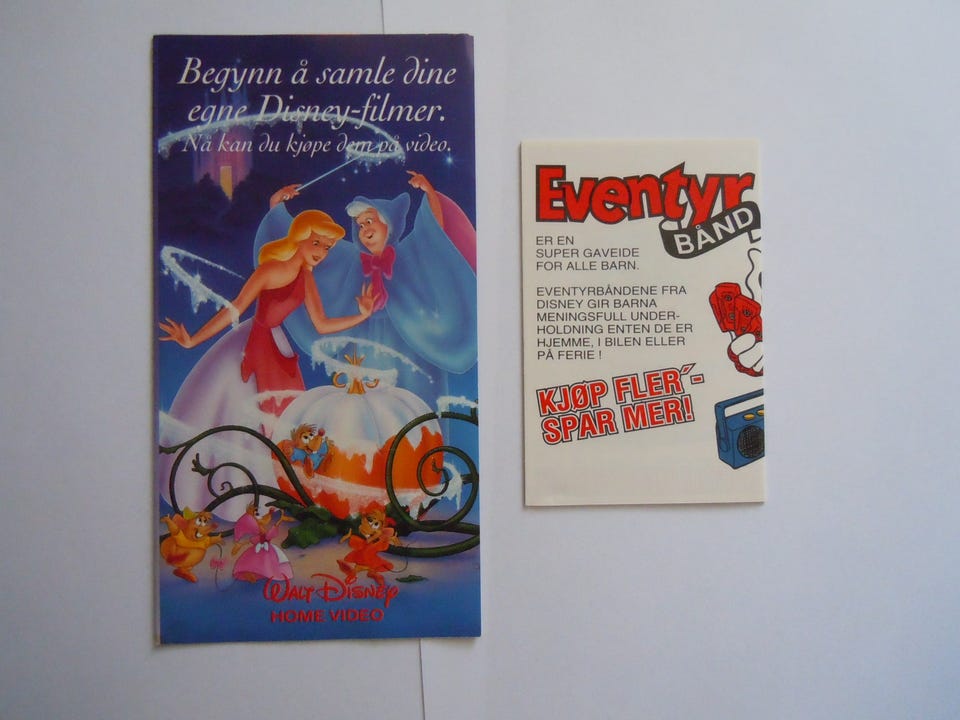 Begynn å samle dine
egne Disney-filmer.
Nå kan du kjøpe dem på video.
WALT DISNEY
HOME VIDEO
Eventyr
BÅND
ER EN
SUPER GAVEIDE
FOR ALLE BARN.
EVENTYRBÅNDENE FRA
DISNEY GIR BARNA
MENINGSFULL UNDER-
HOLDNING ENTEN DE ER
HJEMME, I BILEN ELLER
PÅ FERIE !
KJØP FLER´-
SPAR MER!